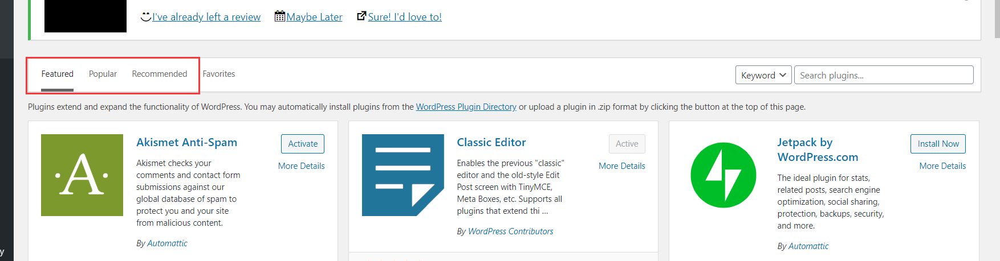 I've already left a review Maybe Later Sure! I'd love to!
Featured Popular Recommended Favorites Keyword Search plugins...
Plugins extend and expand the functionality of WordPress. You may automatically install plugins from the WordPress Plugin Directory or upload a plugin in .zip format by clicking the button at the top of this page.
A
Akismet Anti-Spam
Activate
More Details
Akismet checks your
comments and contact form
submissions against our
global database of spam to
protect you and your site
from malicious content.
By Automattic
Classic Editor
Active
More Details
Enables the previous "classic"
editor and the old-style Edit
Post screen with TinyMCE,
Meta Boxes, etc. Supports all
plugins that extend thi ...
By WordPress Contributors
Jetpack by
WordPress.com
Install Now
More Details
The ideal plugin for stats,
related posts, search engine
optimization, social sharing,
protection, backups, security,
and more.
By Automattic
y